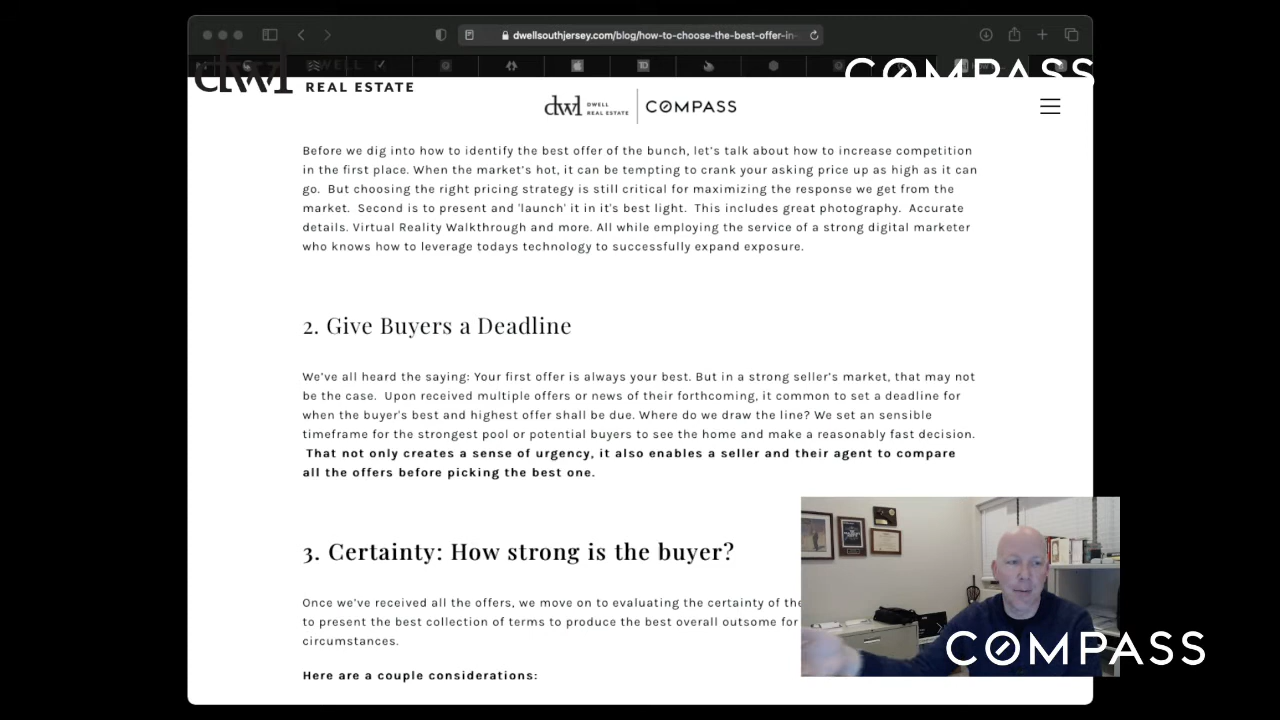 dwellsouthjersey.com/blog/how-to-choose-the-best-offer-in-
dwl
REAL ESTATE
COMPASS
dwl DWELL REAL ESTATE COMPASS
Before we dig into how to identify the best offer of the bunch, let's talk about how to increase competition
in the first place. When the market's hot, it can be tempting to crank your asking price up as high as it can
go. But choosing the right pricing strategy is still critical for maximizing the response we get from the
market. Second is to present and 'launch' it in it's best light. This includes great photography. Accurate
details. Virtual Reality Walkthrough and more. All while employing the service of a strong digital marketer
who knows how to leverage todays technology to successfully expand exposure.
2. Give Buyers a Deadline
We've all heard the saying: Your first offer is always your best. But in a strong seller's market, that may not
be the case. Upon received multiple offers or news of their forthcoming, it common to set a deadline for
when the buyer's best and highest offer shall be due. Where do we draw the line? We set an sensible
timeframe for the strongest pool or potential buyers to see the home and make a reasonably fast decision.
That not only creates a sense of urgency, it also enables a seller and their agent to compare
all the offers before picking the best one.
3. Certainty: How strong is the buyer?
Once we've received all the offers, we move on to evaluating the certainty of the
to present the best collection of terms to produce the best overall outsome for
circumstances.
Here are a couple considerations:
COMPASS